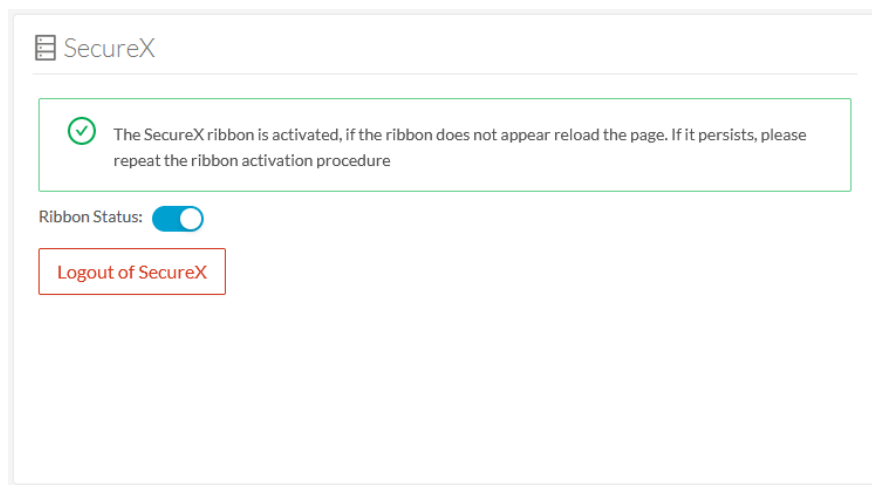 SecureX
The SecureX ribbon is activated, if the ribbon does not appear reload the page. If it persists, please
repeat the ribbon activation procedure
Ribbon Status:
Logout of SecureX